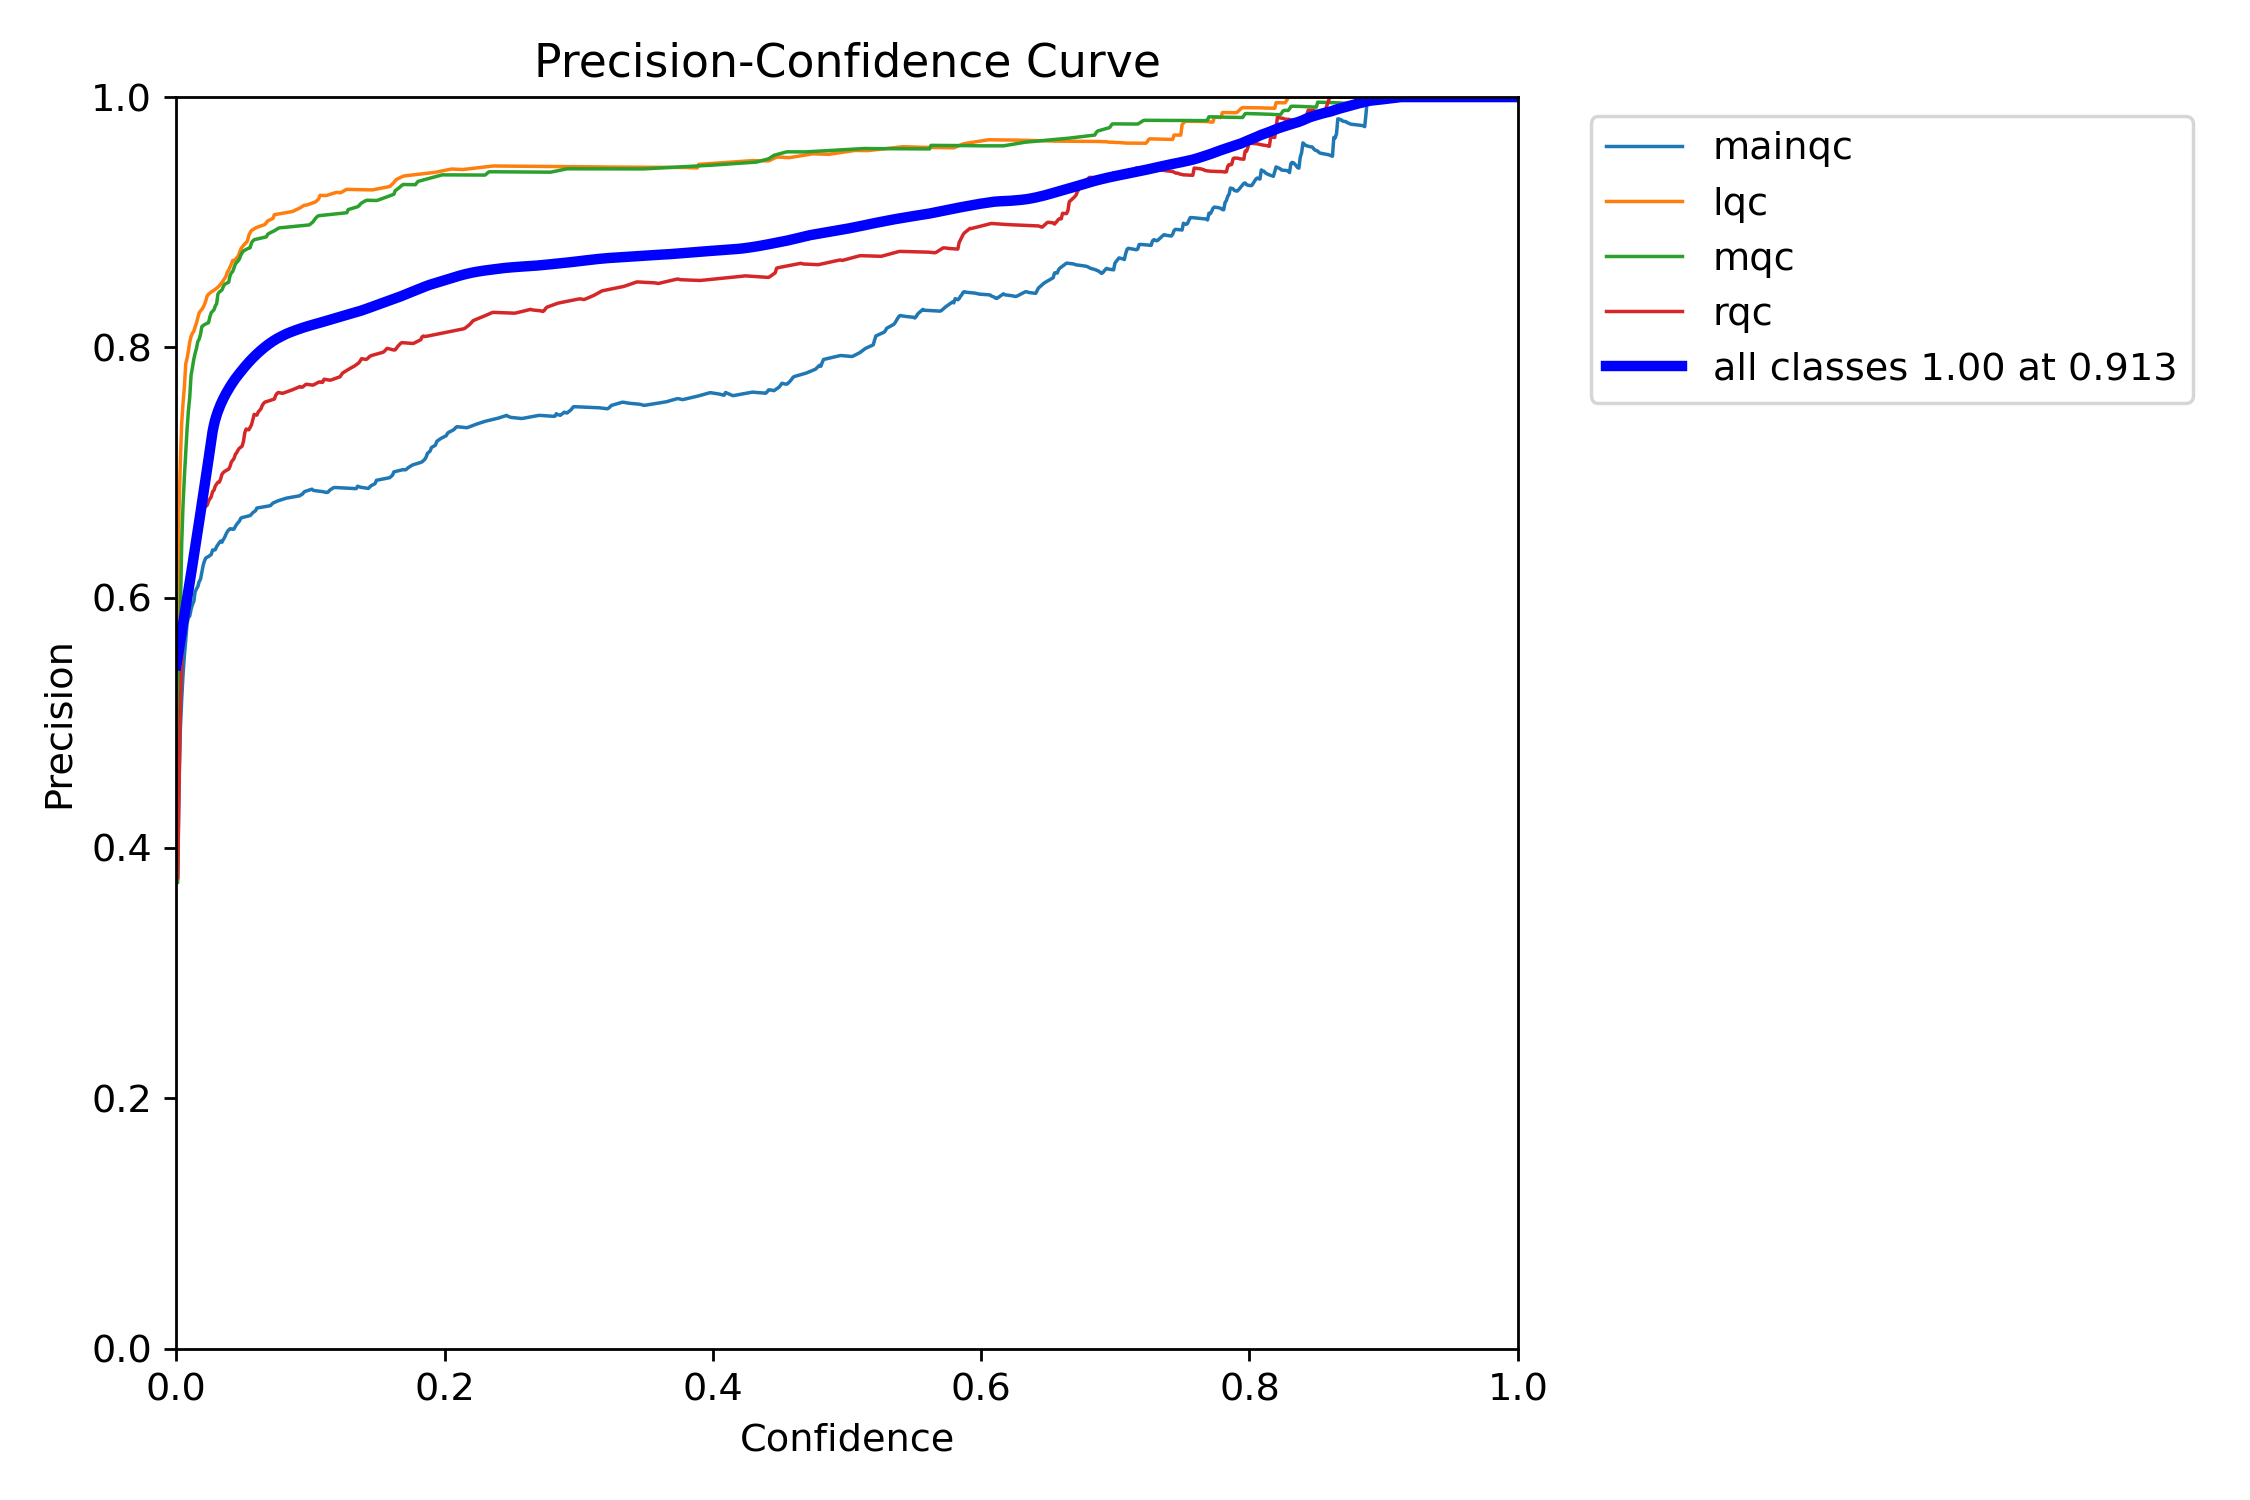 Precision-Confidence Curve
1.0
0.8
0.6
0.4
0.2
0.0
Precision
0.0 0.2 0.4 0.6 0.8 1.0
Confidence
mainqc
lqc
mqc
rqc
all classes 1.00 at 0.913